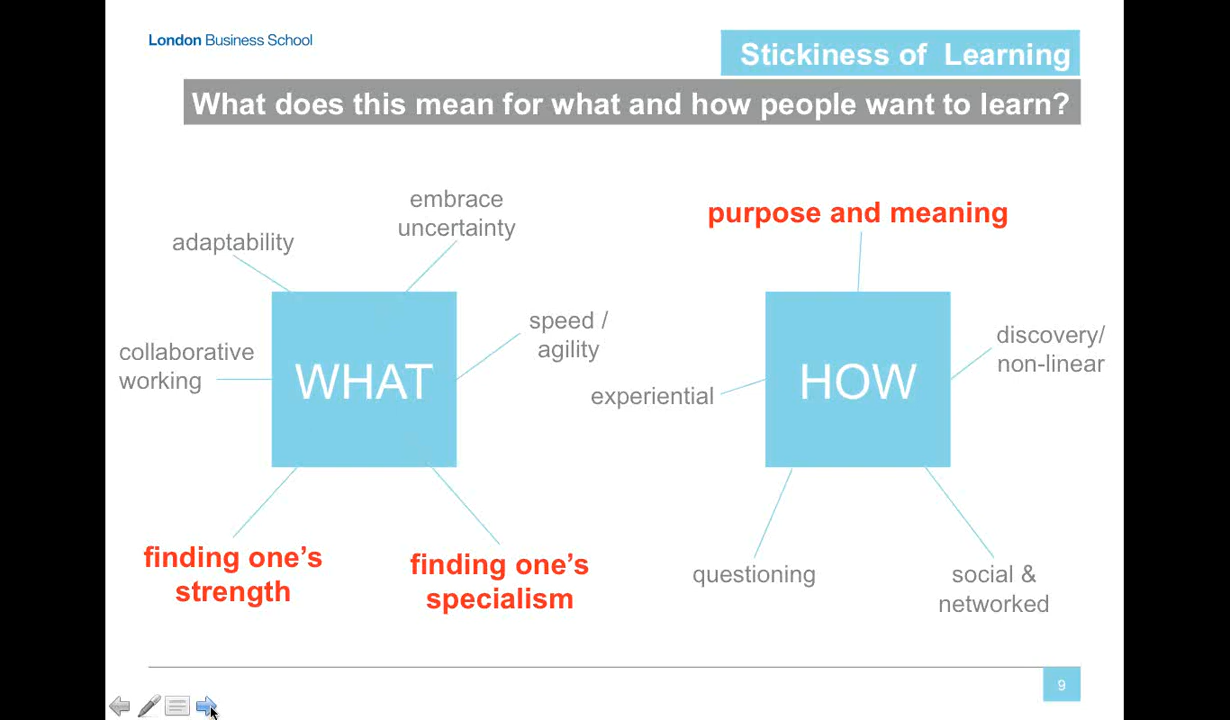 London Business School
Stickiness of Learning
What does this mean for what and how people want to learn?
embrace
uncertainty
adaptability
speed /
agility
collaborative
working
WHAT
finding one’s
strength
finding one’s
specialism
purpose and meaning
discovery/
non-linear
experiential
HOW
questioning
social &
networked
9